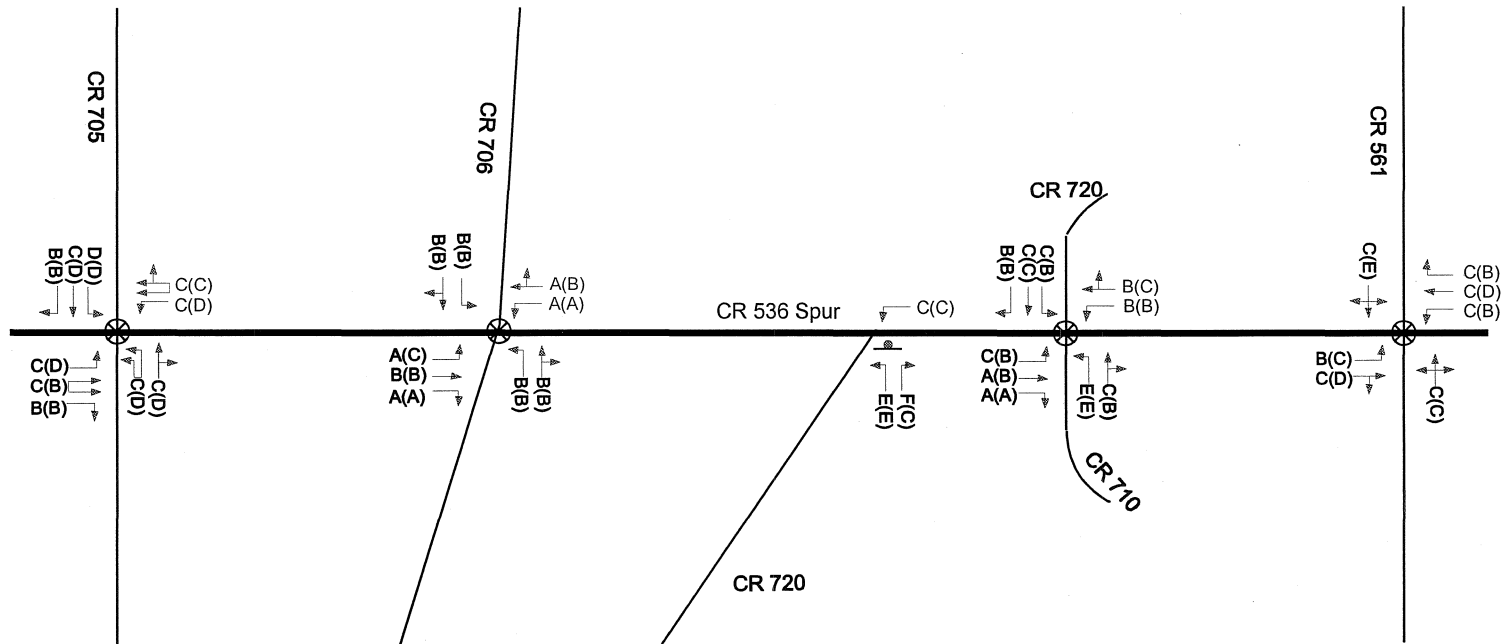 CR 705
CR 706
CR 561
CR 720
B(B)
C(D)
D(D)
C(C)
C(D)
B(B)
B(B)
A(B)
A(A)
CR 536 Spur
C(C)
B(B)
C(C)
C(B)
B(C)
B(B)
C(E)
C(B)
C(D)
C(B)
C(D)
C(B)
B(B)
C(D)
C(D)
A(C)
B(B)
A(A)
B(B)
B(B)
E(E)
F(C)
C(B)
A(B)
A(A)
E(E)
C(B)
B(C)
C(D)
C(C)
CR 710
CR 720